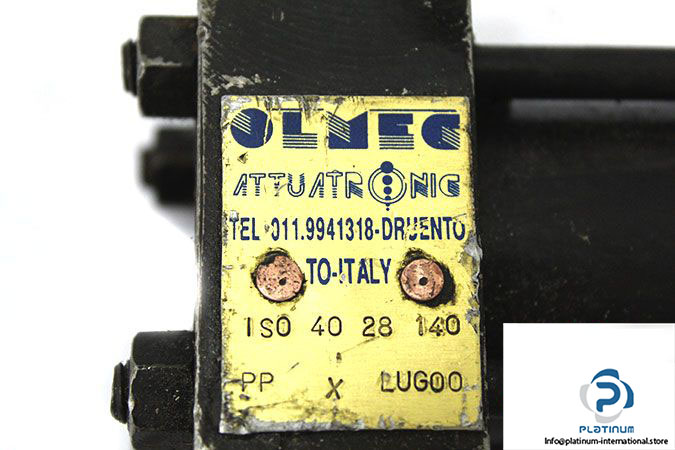 OLMEC
ATTUATRONIC
TEL 011.9941318-DRUENTO
TO-ITALY
ISO 40 28 140
PP X LUG00
PLATINUM
Info@platinum-international.store